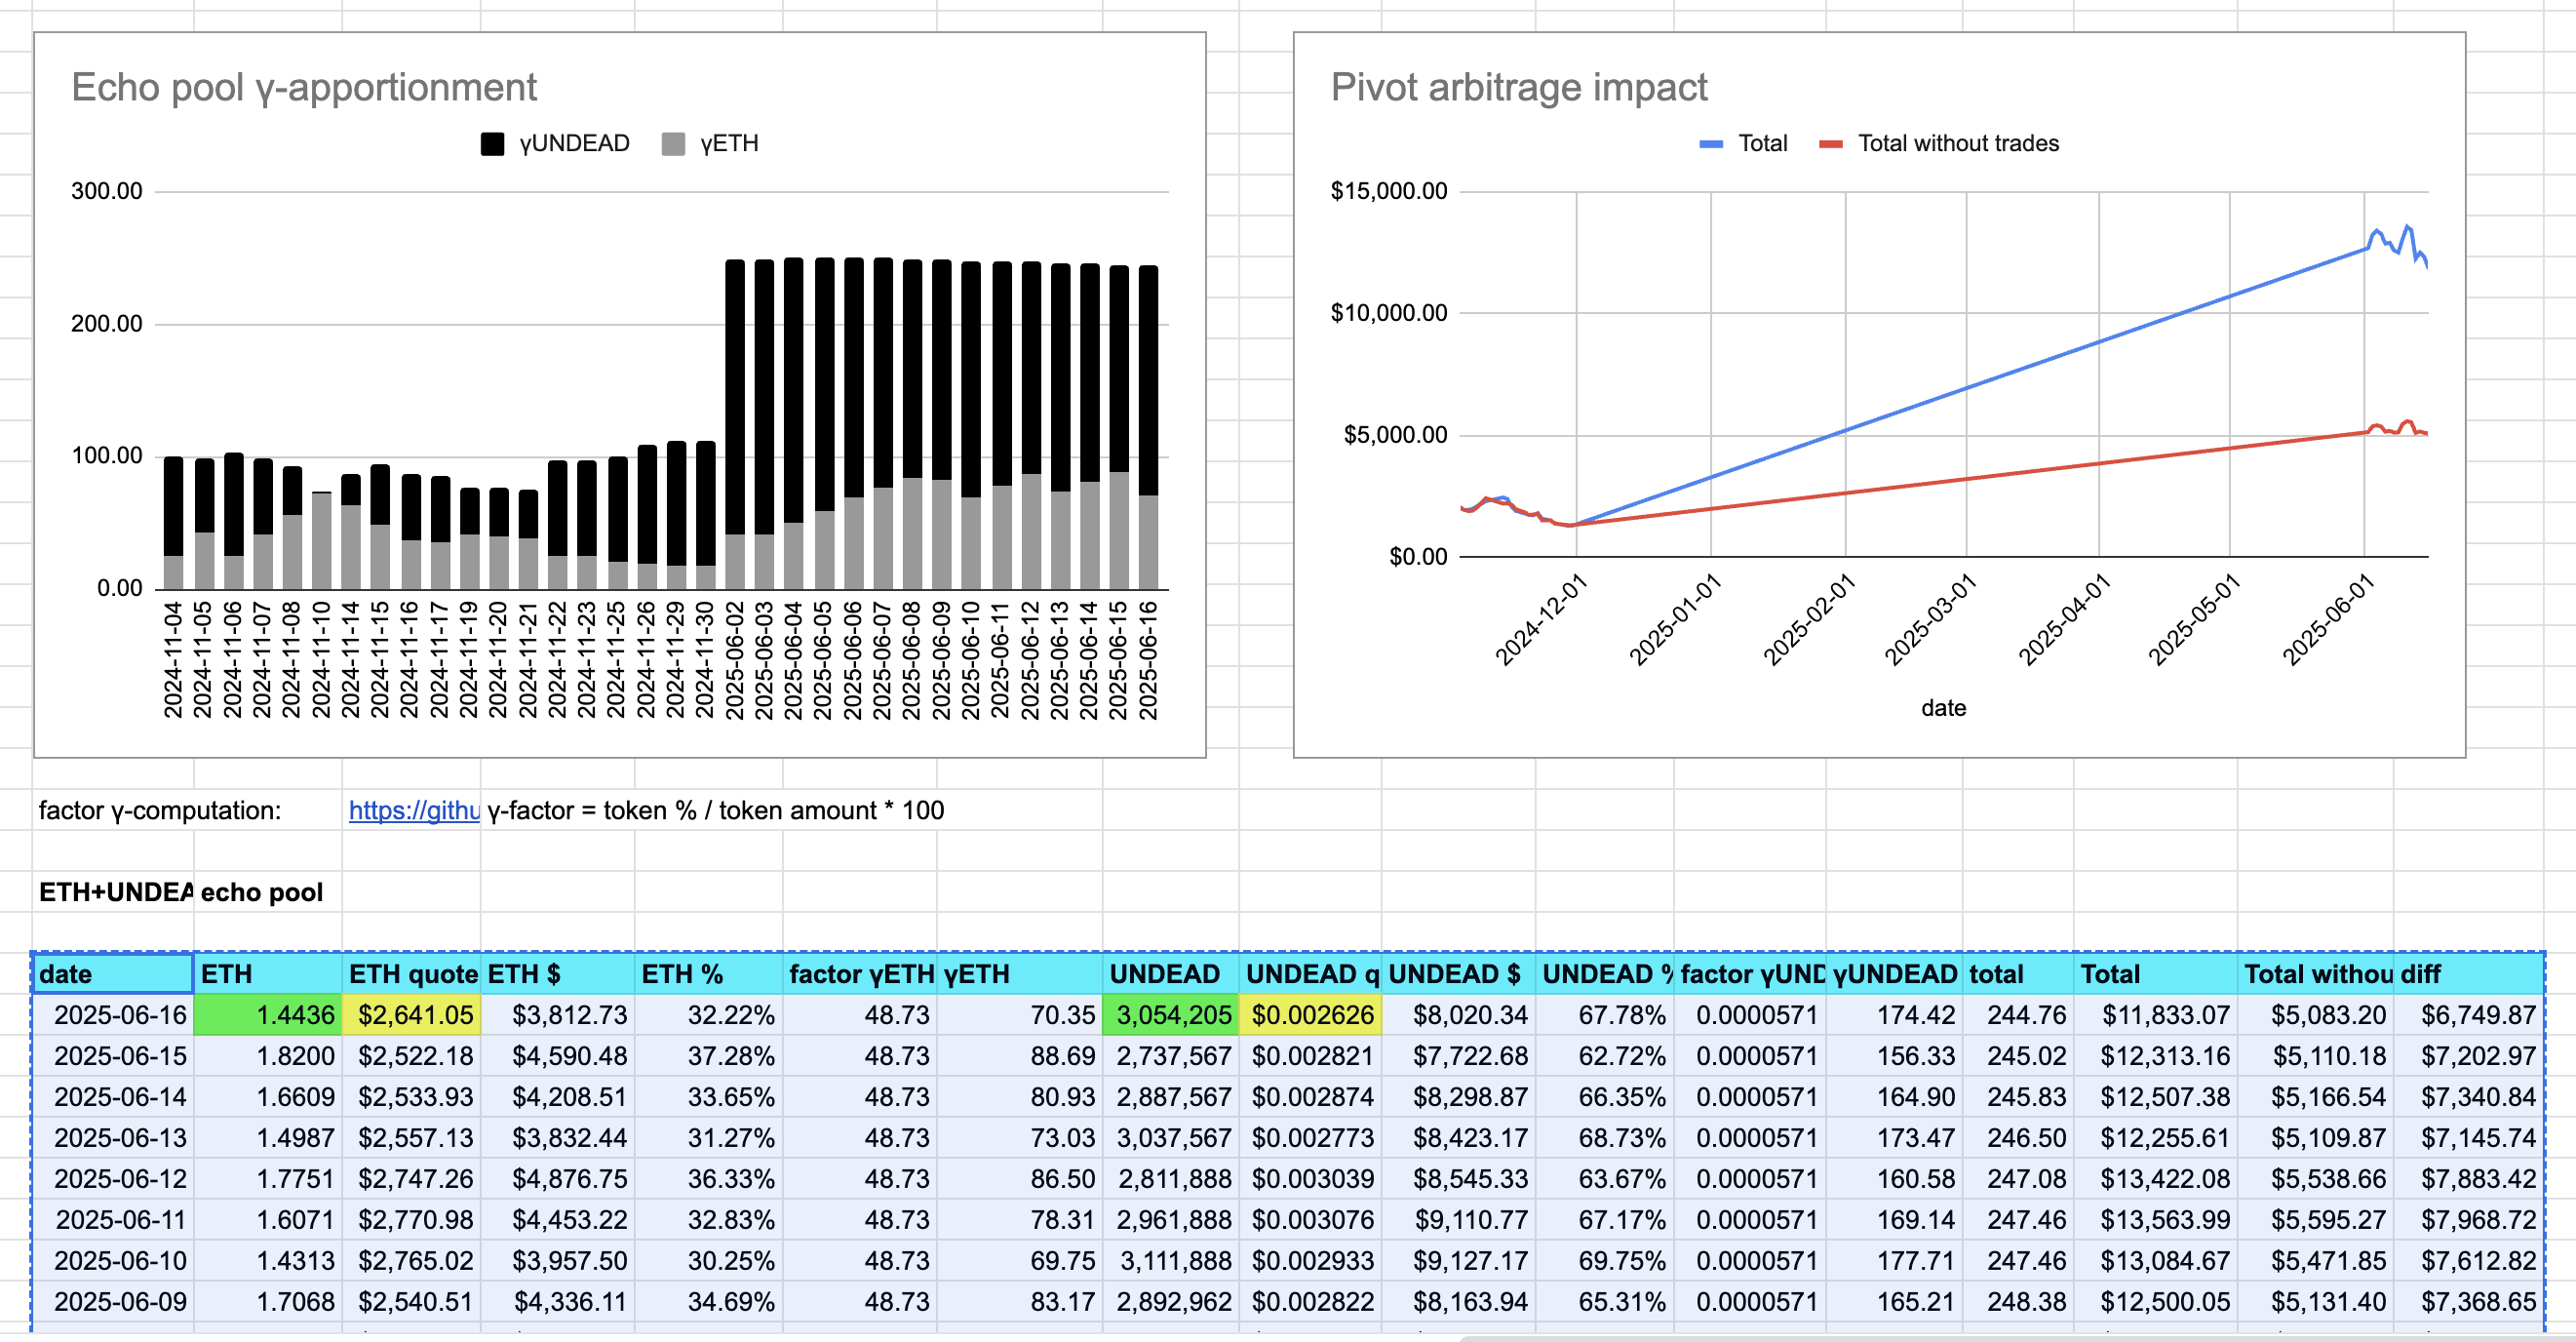 Echo pool γ-apportionment
γUNDEAD γETH
300.00
200.00
100.00
0.00
2024-11-04 2024-11-05 2024-11-06 2024-11-07 2024-11-08 2024-11-10 2024-11-14 2024-11-15 2024-11-16 2024-11-17 2024-11-19 2024-11-20 2024-11-21 2024-11-22 2024-11-23 2024-11-25 2024-11-26 2024-11-29 2024-11-30 2025-06-02 2025-06-03 2025-06-04 2025-06-05 2025-06-06 2025-06-07 2025-06-08 2025-06-09 2025-06-10 2025-06-11 2025-06-12 2025-06-13 2025-06-14 2025-06-15 2025-06-16
Pivot arbitrage impact
Total Total without trades
$15,000.00
$10,000.00
$5,000.00
$0.00
2024-12-01 2025-01-01 2025-02-01 2025-03-01 2025-04-01 2025-05-01 2025-06-01
date
factor γ-computation: https://githu γ-factor = token % / token amount * 100
ETH+UNDEA echo pool
date ETH ETH quote ETH $ ETH % factor γETH γETH UNDEAD UNDEAD q UNDEAD $ UNDEAD % factor γUND γUNDEAD total Total Total withou diff
2025-06-16 1.4436 $2,641.05 $3,812.73 32.22% 48.73 70.35 3,054,205 $0.002626 $8,020.34 67.78% 0.0000571 174.42 244.76 $11,833.07 $5,083.20 $6,749.87
2025-06-15 1.8200 $2,522.18 $4,590.48 37.28% 48.73 88.69 2,737,567 $0.002821 $7,722.68 62.72% 0.0000571 156.33 245.02 $12,313.16 $5,110.18 $7,202.97
2025-06-14 1.6609 $2,533.93 $4,208.51 33.65% 48.73 80.93 2,887,567 $0.002874 $8,298.87 66.35% 0.0000571 164.90 245.83 $12,507.38 $5,166.54 $7,340.84
2025-06-13 1.4987 $2,557.13 $3,832.44 31.27% 48.73 73.03 3,037,567 $0.002773 $8,423.17 68.73% 0.0000571 173.47 246.50 $12,255.61 $5,109.87 $7,145.74
2025-06-12 1.7751 $2,747.26 $4,876.75 36.33% 48.73 86.50 2,811,888 $0.003039 $8,545.33 63.67% 0.0000571 160.58 247.08 $13,422.08 $5,538.66 $7,883.42
2025-06-11 1.6071 $2,770.98 $4,453.22 32.83% 48.73 78.31 2,961,888 $0.003076 $9,110.77 67.17% 0.0000571 169.14 247.46 $13,563.99 $5,595.27 $7,968.72
2025-06-10 1.4313 $2,765.02 $3,957.50 30.25% 48.73 69.75 3,111,888 $0.002933 $9,127.17 69.75% 0.0000571 177.71 247.46 $13,084.67 $5,471.85 $7,612.82
2025-06-09 1.7068 $2,540.51 $4,336.11 34.69% 48.73 83.17 2,892,962 $0.002822 $8,163.94 65.31% 0.0000571 165.21 248.38 $12,500.05 $5,131.40 $7,368.65